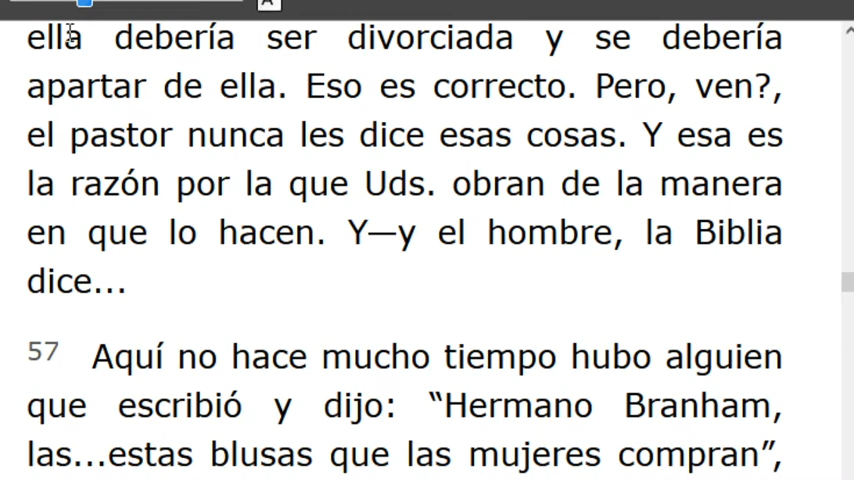 ella debería ser divorciada y se debería
apartar de ella. Eso es correcto. Pero, ven?,
el pastor nunca les dice esas cosas. Y esa es
la razón por la que Uds. obran de la manera
en que lo hacen. Y—y el hombre, la Biblia
dice...
57 Aquí no hace mucho tiempo hubo alguien
que escribió y dijo: “Hermano Branham,
las...estas blusas que las mujeres compran”,